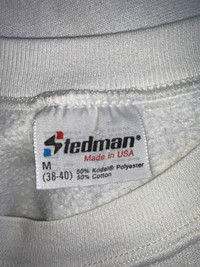 Stedman®
Made in USA
M
(38-40)
50% Kodel® Polyester
50% Cotton